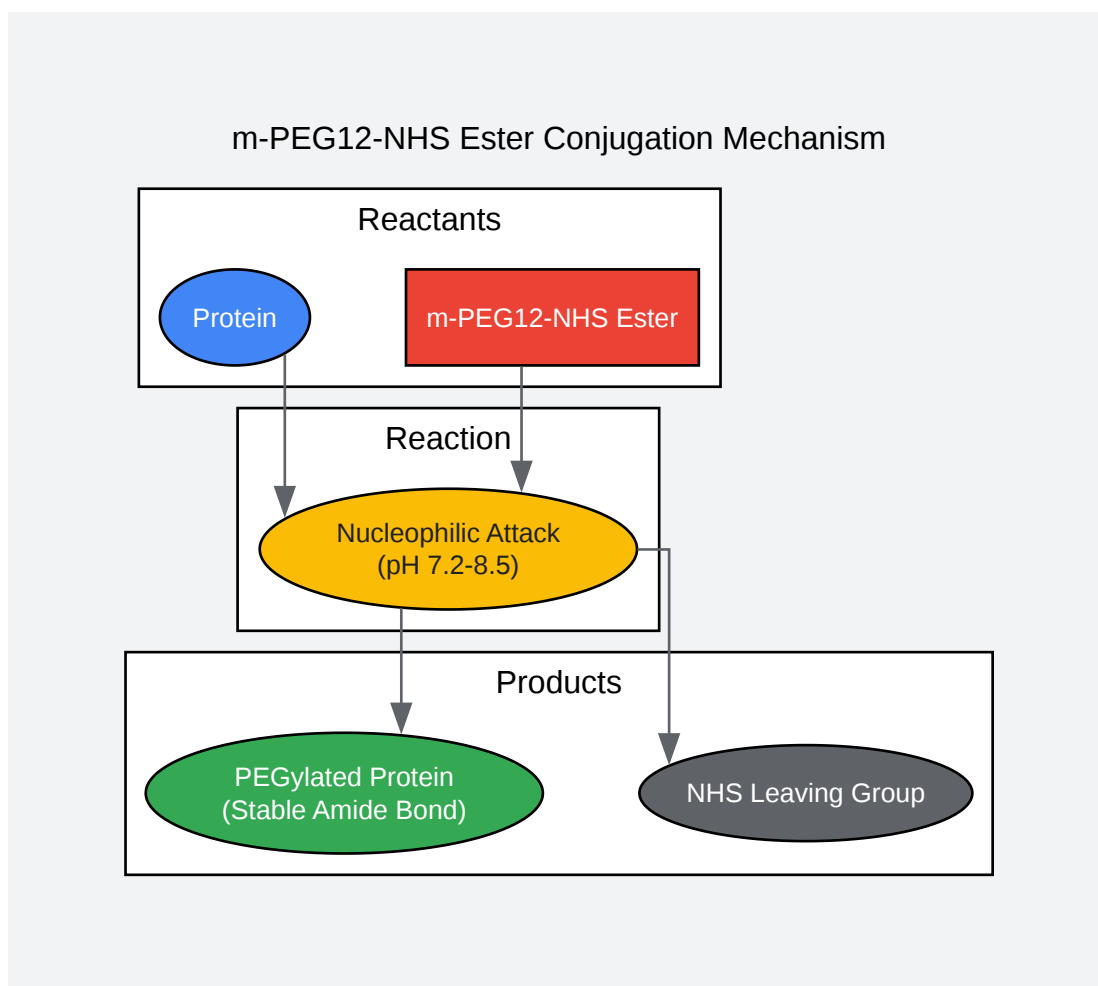 m-PEG12-NHS Ester Conjugation Mechanism
Reactants
Protein
m-PEG12-NHS Ester
Reaction
Nucleophilic Attack
(pH 7.2-8.5)
Products
PEGylated Protein
(Stable Amide Bond)
NHS Leaving Group